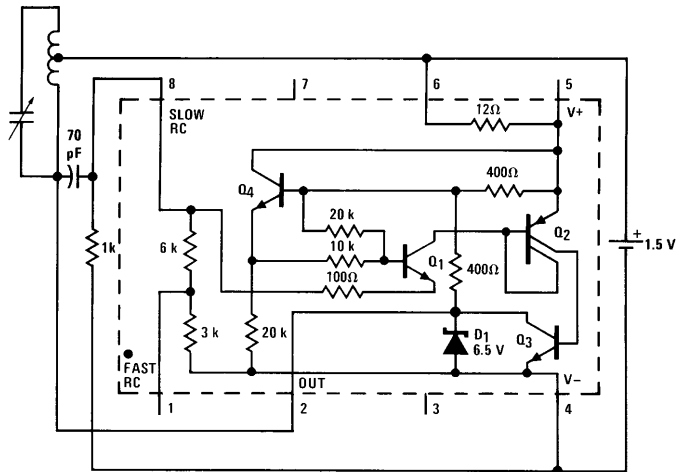 8
7
6
5
SLOW
RC
12Ω
V+
70
pF
Q4
400Ω
20 k
Q2
1k
6 k
10 k
Q1
400Ω
+
1.5 V
100Ω
3 k
20 k
D1
6.5 V
Q3
FAST
RC
OUT
V−
1
2
3
4